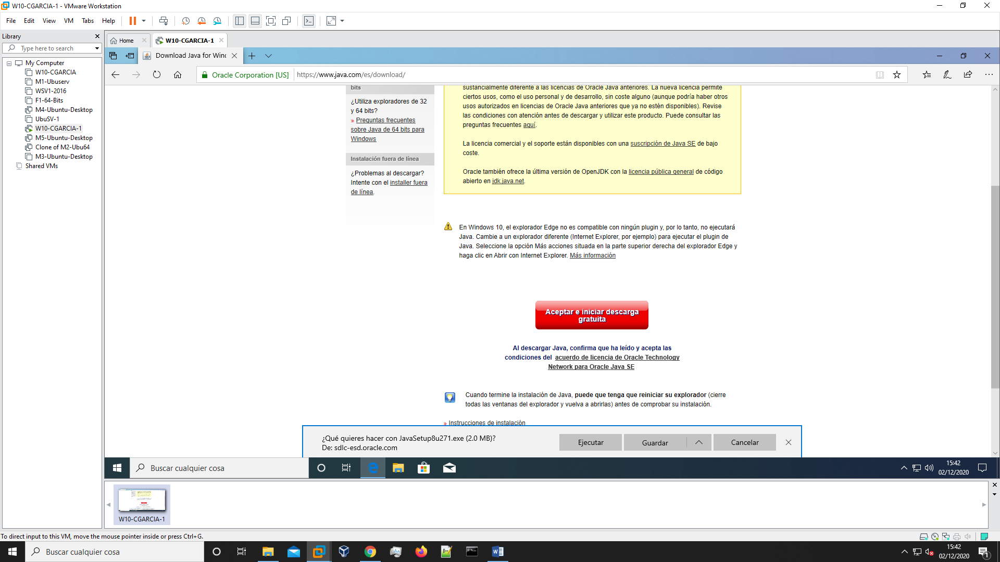 W10-CGARCIA-1 - VMware Workstation
File Edit View VM Tabs Help
Library
Type here to search
My Computer
W10-CGARCIA
M1-Ubuserv
WSV1-2016
F1-64-Bits
M4-Ubuntu-Desktop
UbuSV-1
W10-CGARCIA-1
M5-Ubuntu-Desktop
Clone of M2-Ubu64
M3-Ubuntu-Desktop
Shared VMs
Home
W10-CGARCIA-1
Download Java for Winc
Oracle Corporation [US]
https://www.java.com/es/download/
bits
¿Utiliza exploradores de 32
y 64 bits?
» Preguntas frecuentes
sobre Java de 64 bits para
Windows
Instalación fuera de línea
¿Problemas al descargar?
Intente con el installer fuera
de línea.
sustancialmente diferente a las licencias de Oracle Java anteriores. La nueva licencia permite
ciertos usos, como el uso personal y de desarrollo, sin coste alguno (aunque podría haber otros
usos autorizados en licencias de Oracle Java anteriores que ya no estén disponibles). Revise
las condiciones con atención antes de descargar y utilizar este producto. Puede consultar las
preguntas frecuentes aquí.
La licencia comercial y el soporte están disponibles con una suscripción de Java SE de bajo
coste.
Oracle también ofrece la última versión de OpenJDK con la licencia pública general de código
abierto en jdk.java.net.
En Windows 10, el explorador Edge no es compatible con ningún plugin y, por lo tanto, no ejecutará
Java. Cambie a un explorador diferente (Internet Explorer, por ejemplo) para ejecutar el plugin de
Java. Seleccione la opción Más acciones situada en la parte superior derecha del explorador Edge y
haga clic en Abrir con Internet Explorer. Más información
Aceptar e iniciar descarga
gratuita
Al descargar Java, confirma que ha leído y acepta las
condiciones del acuerdo de licencia de Oracle Technology
Network para Oracle Java SE
Cuando termine la instalación de Java, puede que tenga que reiniciar su explorador (cierre
todas las ventanas del explorador y vuelva a abrirlas) antes de comprobar su instalación.
» Instrucciones de instalación
¿Qué quieres hacer con JavaSetup8u271.exe (2.0 MB)?
De: sdlc-esd.oracle.com
Ejecutar
Guardar
Cancelar
Buscar cualquier cosa
15:42
02/12/2020
W10-CGARCIA-1
To direct input to this VM, move the mouse pointer inside or press Ctrl+G.
Buscar cualquier cosa
15:42
02/12/2020
1